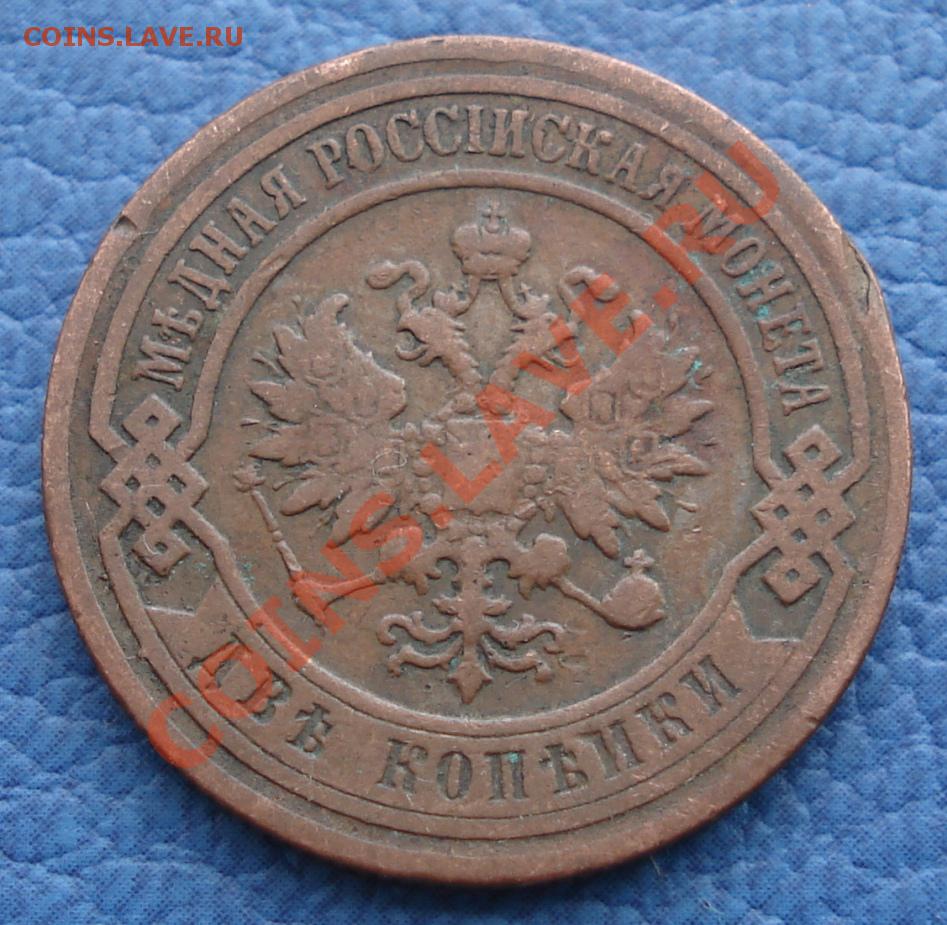 COINS.LAVE.RU
МѢДНАЯ РОССІЙСКАЯ МОНЕТА
ДВѢ КОПѢЙКИ
COINS.LAVE.RU